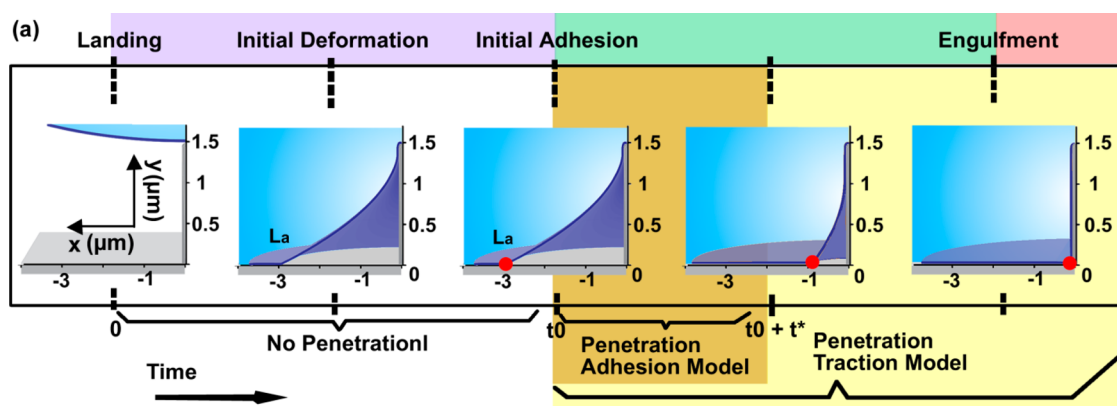 (a)
Landing
Initial Deformation
Initial Adhesion
Engulfment
1.5
1
0.5
0
y(µm)
x (µm)
-3 -1
La
1.5
1
0.5
0
-3 -1
La
1.5
1
0.5
0
-3 -1
1.5
1
0.5
0
-3 -1
1.5
1
0.5
0
-3 -1
0
t0
t0 + t*
No Penetrationl
Penetration
Adhesion Model
Penetration
Traction Model
Time